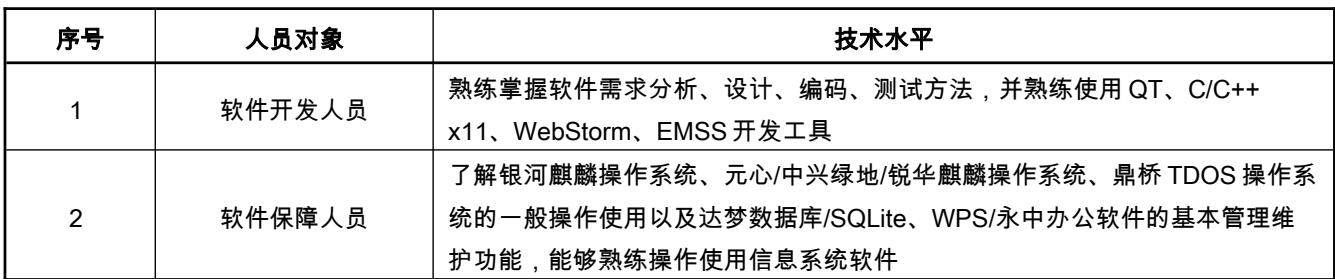 序号 人员对象 技术水平
1 软件开发人员 熟练掌握软件需求分析、设计、编码、测试方法，并熟练使用 QT、C/C++
x11、WebStorm、EMSS 开发工具
2 软件保障人员 了解银河麒麟操作系统、元心/中兴绿地/锐华麒麟操作系统、鼎桥 TDOS 操作系
统的一般操作使用以及达梦数据库/SQLite、WPS/永中办公软件的基本管理维
护功能，能够熟练操作使用信息系统软件